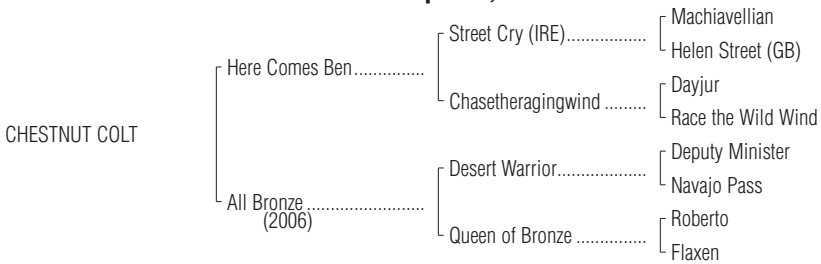 Machiavellian
Street Cry (IRE).................
Helen Street (GB)
Here Comes Ben...............
Dayjur
Chasetheragingwind .........
Race the Wild Wind
CHESTNUT COLT
Deputy Minister
Desert Warrior...................
Navajo Pass
All Bronze .........................
(2006)
Roberto
Queen of Bronze ...............
Flaxen